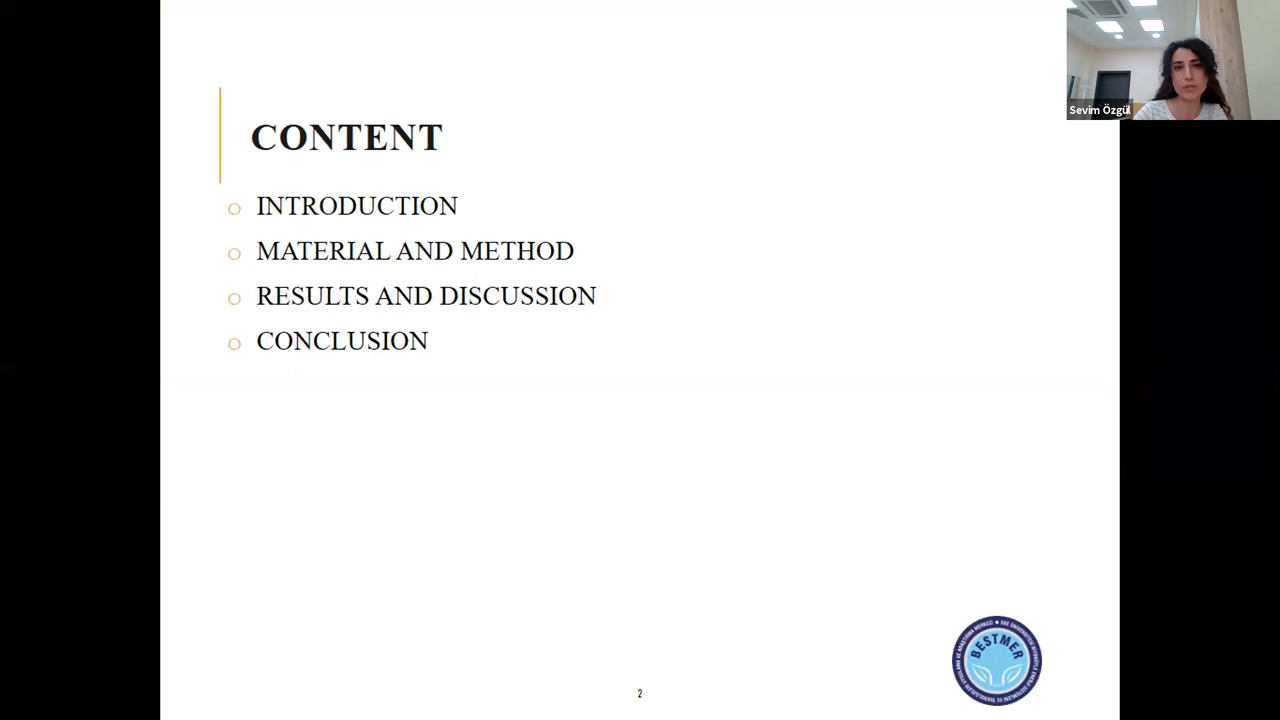 Sevim Özgül
CONTENT
o INTRODUCTION
o MATERIAL AND METHOD
o RESULTS AND DISCUSSION
o CONCLUSION
BESTMER
2